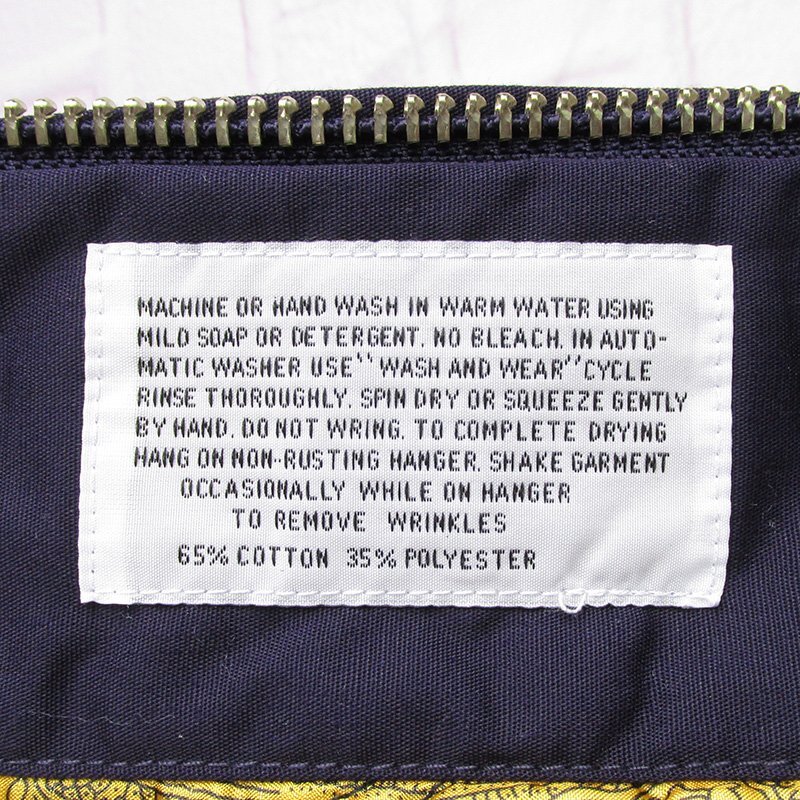 MACHINE OR HAND WASH IN WARM WATER USING
MILD SOAP OR DETERGENT. NO BLEACH. IN AUTO-
MATIC WASHER USE "WASH AND WEAR" CYCLE
RINSE THOROUGHLY. SPIN DRY OR SQUEEZE GENTLY
BY HAND. DO NOT WRING. TO COMPLETE DRYING
HANG ON NON-RUSTING HANGER. SHAKE GARMENT
OCCASIONALLY WHILE ON HANGER
TO REMOVE WRINKLES
65% COTTON 35% POLYESTER